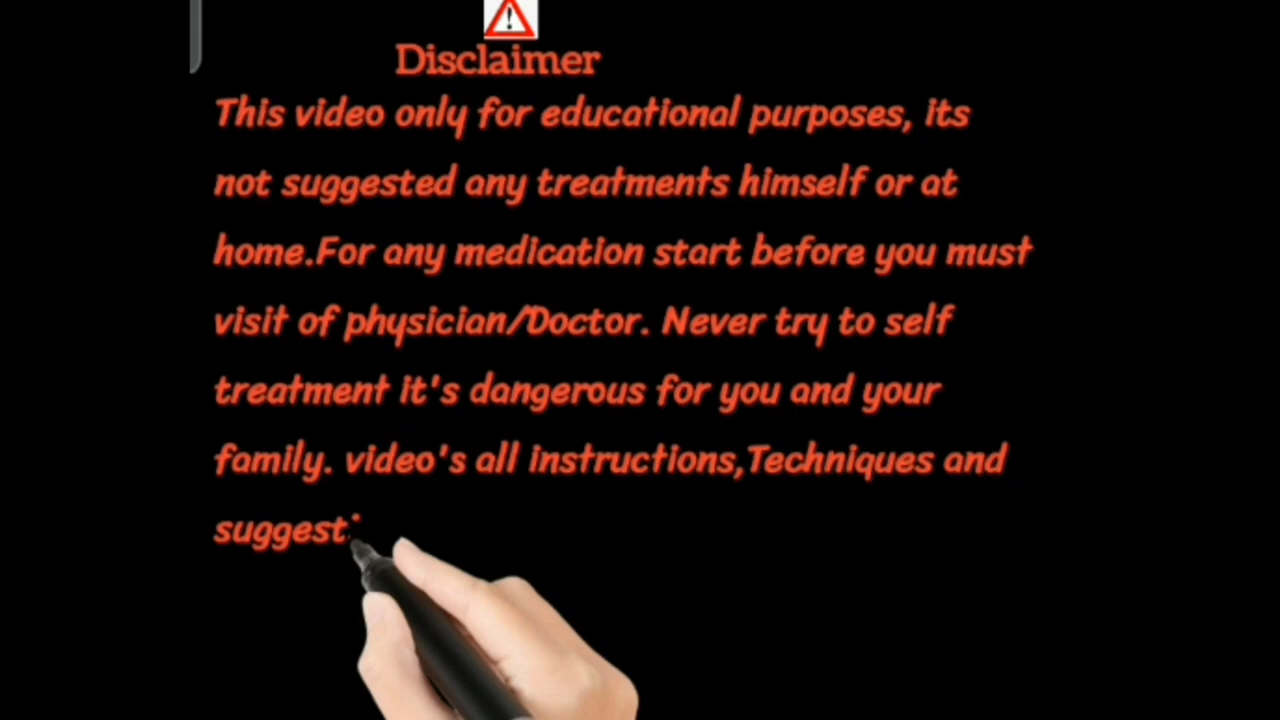 Disclaimer
This video only for educational purposes, its
not suggested any treatments himself or at
home.For any medication start before you must
visit of physician/Doctor. Never try to self
treatment it's dangerous for you and your
family. video's all instructions,Techniques and